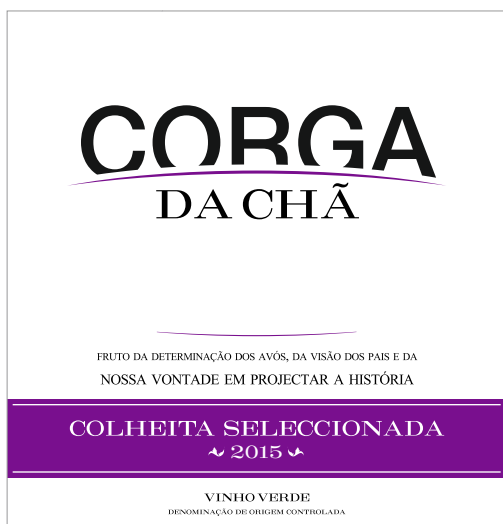 CORGA
DA CHÃ
FRUTO DA DETERMINAÇÃO DOS AVÓS, DA VISÃO DOS PAIS E DA
NOSSA VONTADE EM PROJECTAR A HISTÓRIA
COLHEITA SELECCIONADA
2015
VINHO VERDE
DENOMINAÇÃO DE ORIGEM CONTROLADA